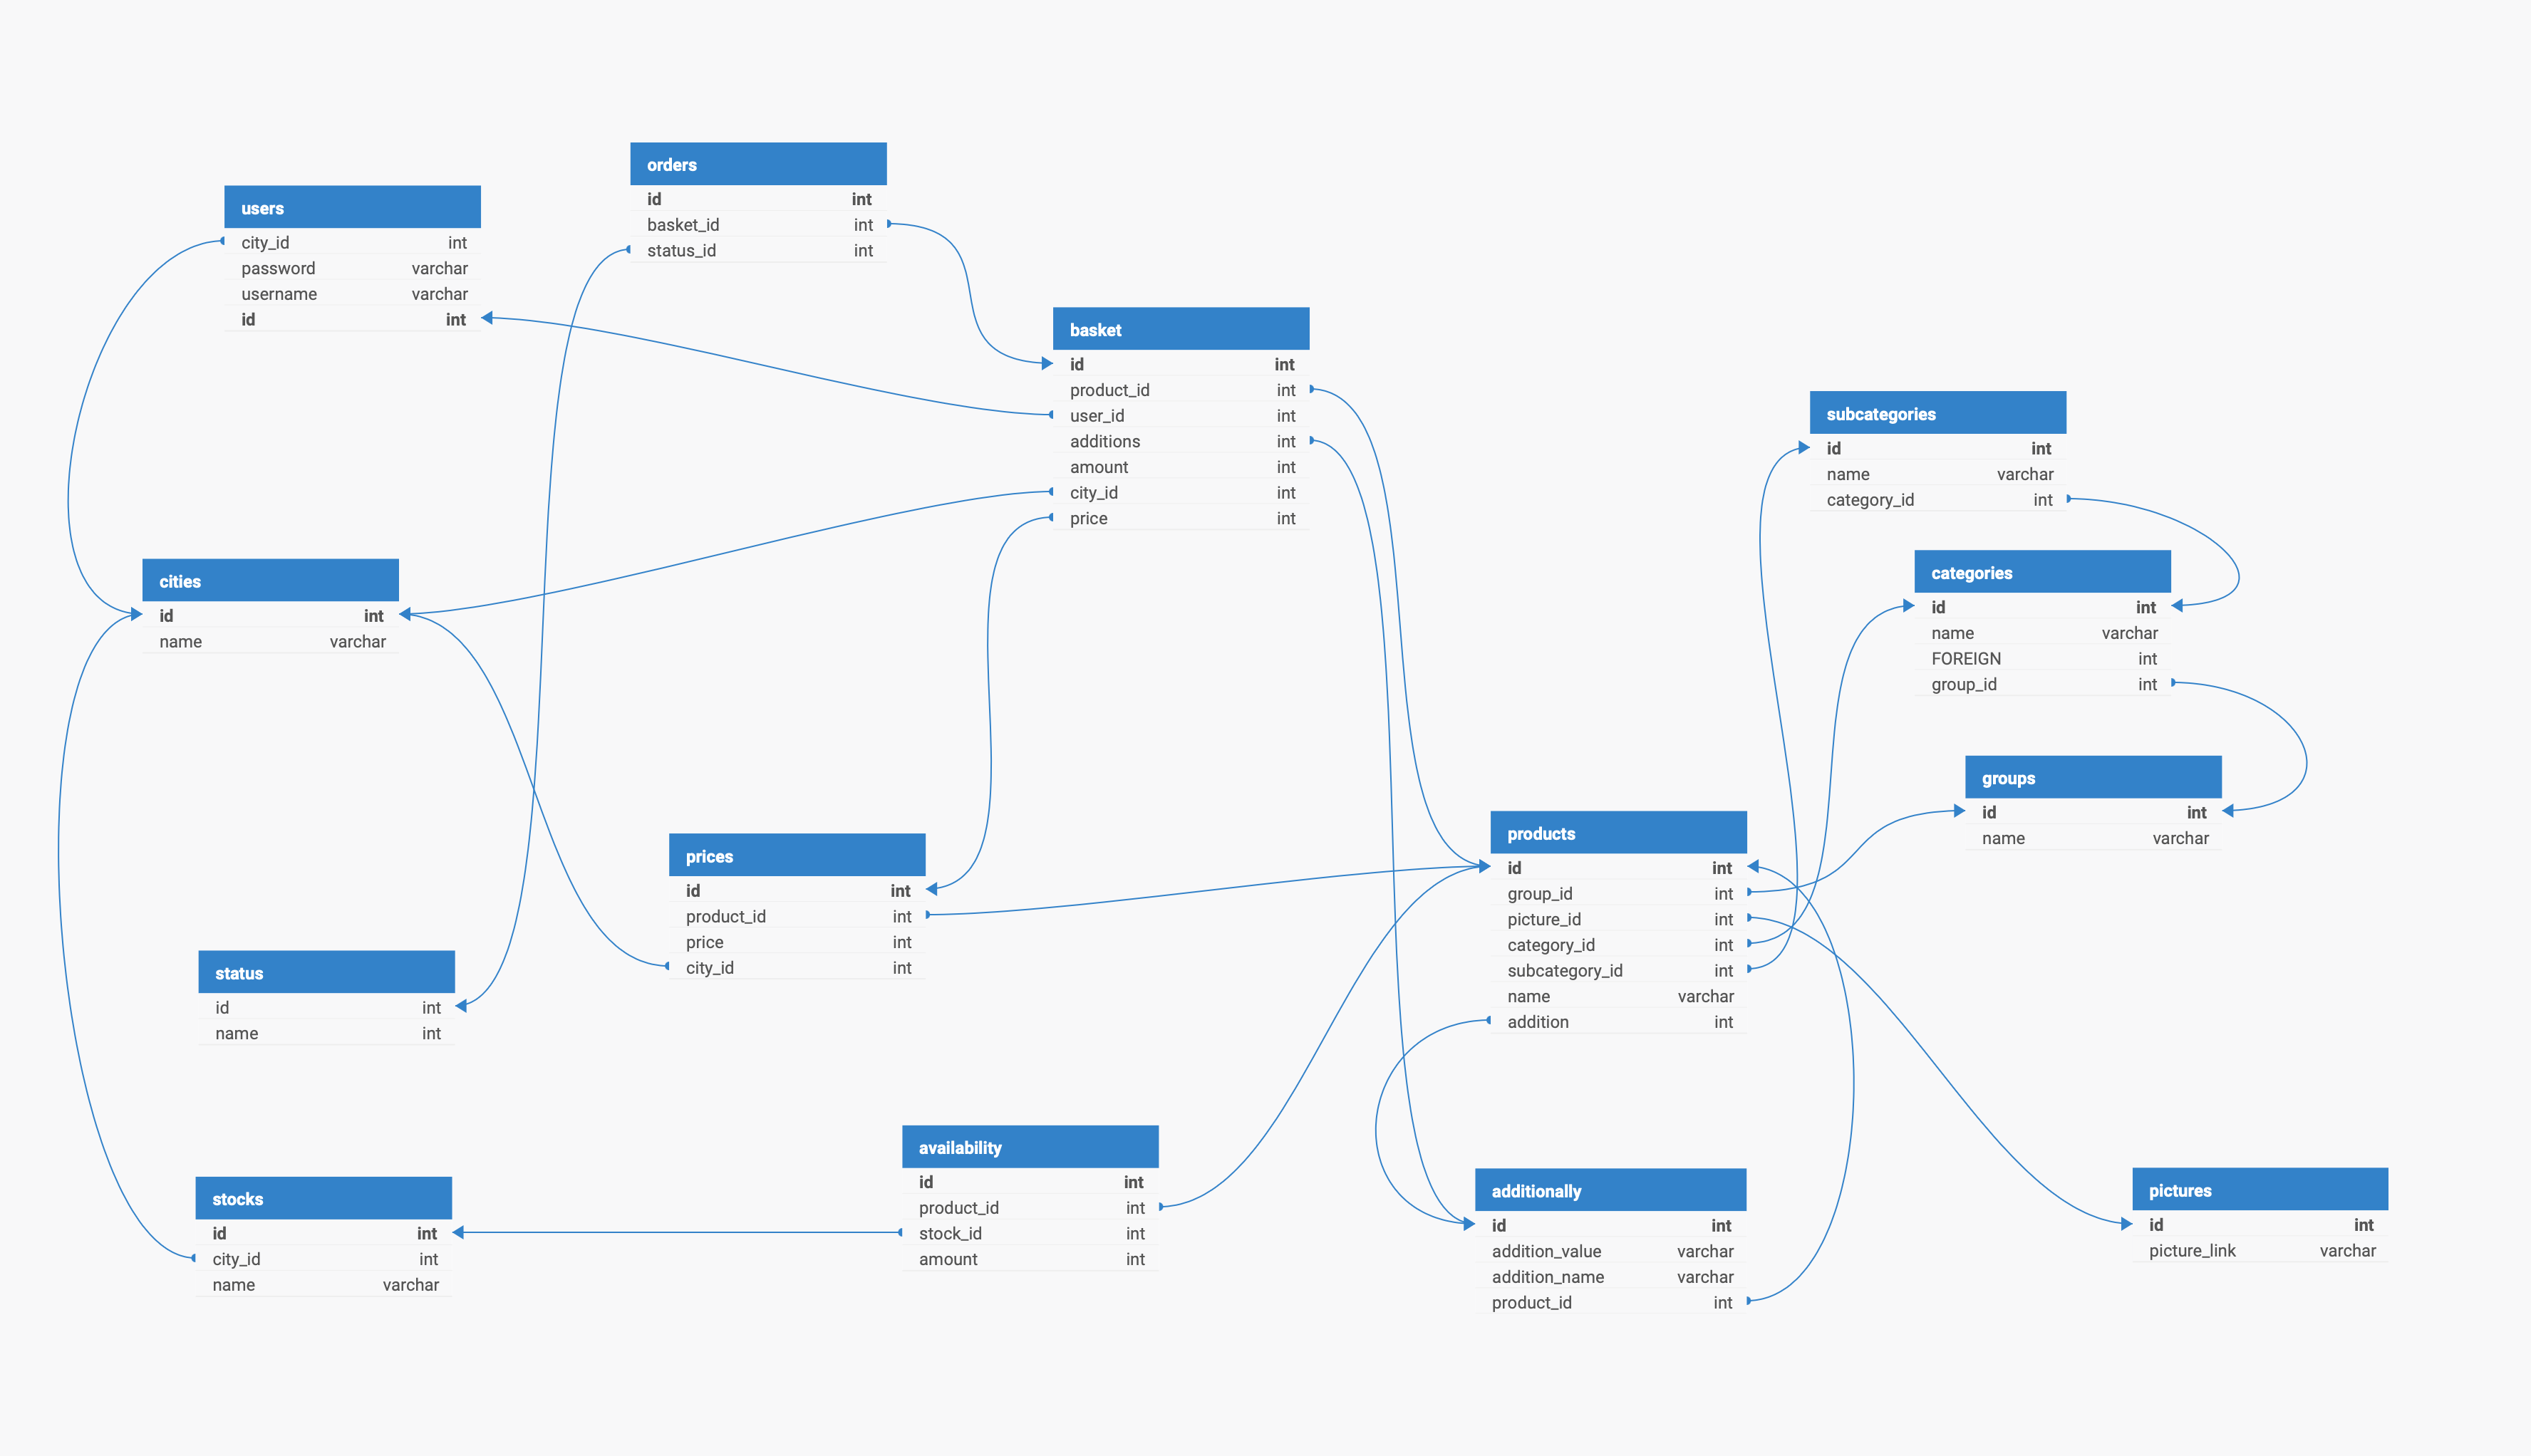 orders
id int
basket_id int
status_id int
users
city_id int
password varchar
username varchar
id int
basket
id int
product_id int
user_id int
additions int
amount int
city_id int
price int
subcategories
id int
name varchar
category_id int
cities
id int
name varchar
categories
id int
name varchar
FOREIGN int
group_id int
groups
id int
name varchar
prices
id int
product_id int
price int
city_id int
products
id int
group_id int
picture_id int
category_id int
subcategory_id int
name varchar
addition int
status
id int
name int
availability
id int
product_id int
stock_id int
amount int
stocks
id int
city_id int
name varchar
additionally
id int
addition_value varchar
addition_name varchar
product_id int
pictures
id int
picture_link varchar